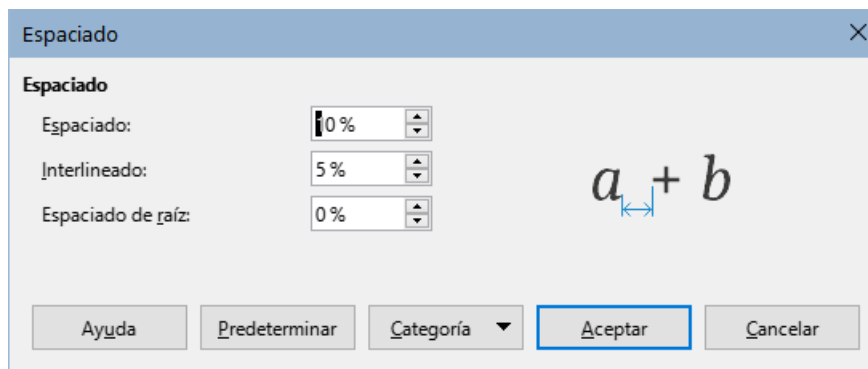 Espaciado
Espaciado
Espaciado: 10 %
Interlineado: 5 %
Espaciado de raíz: 0 %
a + b
Ayuda Predeterminar Categoría Aceptar Cancelar